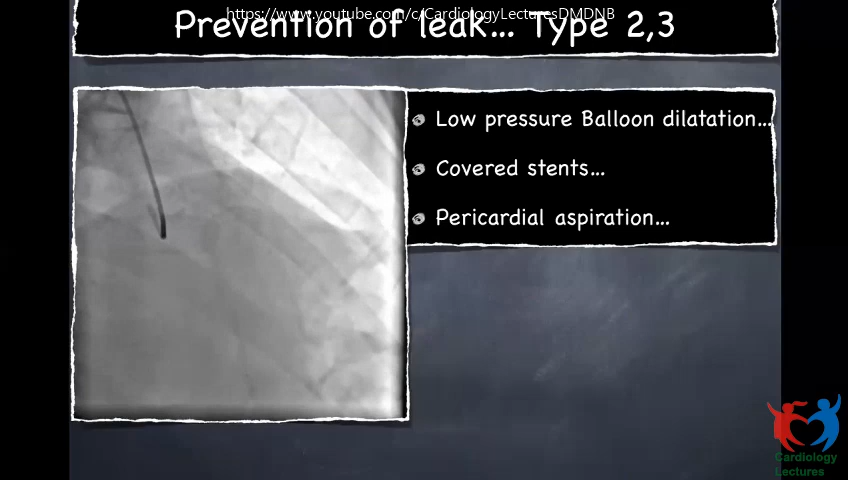 https://www.youtube.com/c/CardiologyLecturesDMDNB
Prevention of leak... Type 2,3
Low pressure Balloon dilatation...
Covered stents...
Pericardial aspiration...
Cardiology
Lectures